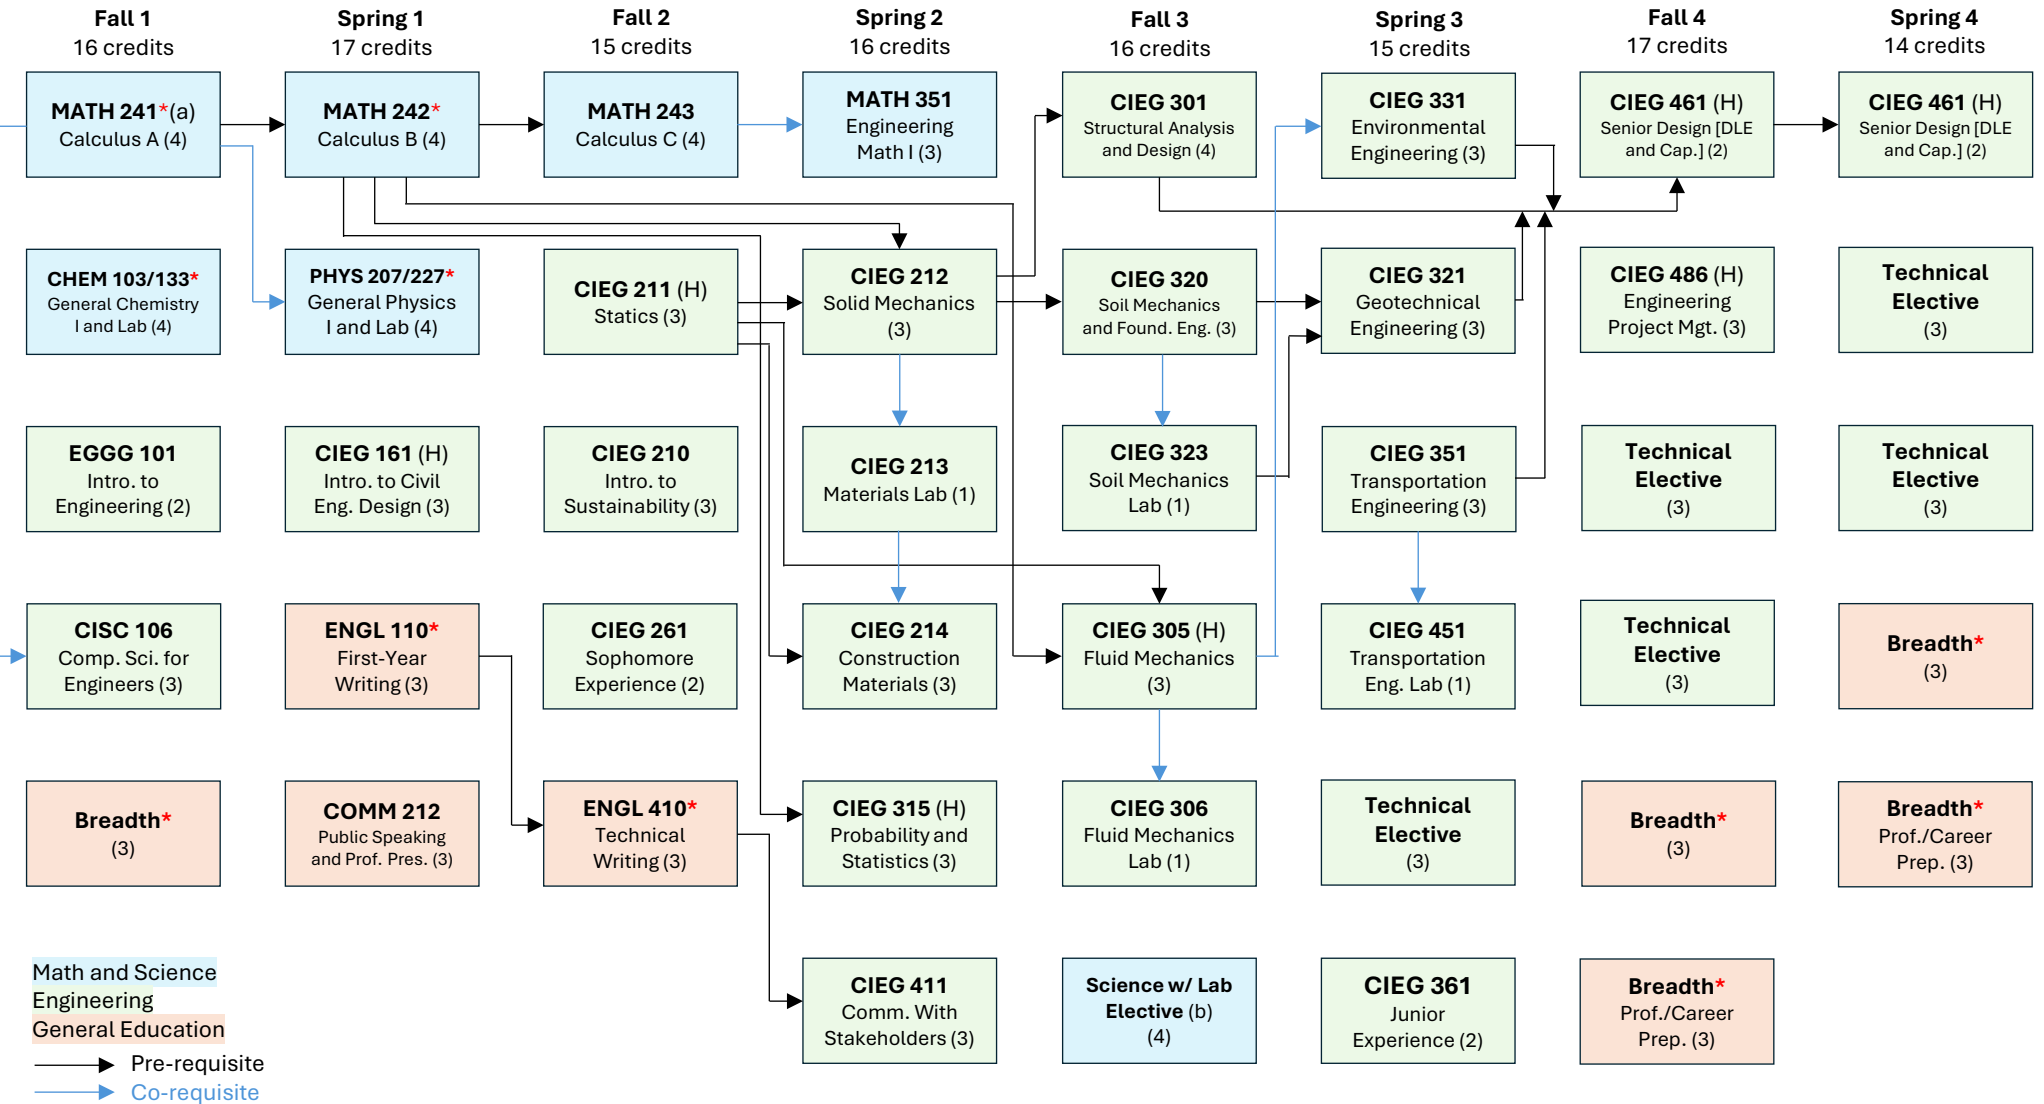 Fall 1
16 credits
MATH 241*(a)
Calculus A (4)
CHEM 103/133*
General Chemistry
I and Lab (4)
EGGG 101
Intro. to
Engineering (2)
CISC 106
Comp. Sci. for
Engineers (3)
Breadth*
(3)
Spring 1
17 credits
MATH 242*
Calculus B (4)
PHYS 207/227*
General Physics
I and Lab (4)
CIEG 161 (H)
Intro. to Civil
Eng. Design (3)
ENGL 110*
First-Year
Writing (3)
COMM 212
Public Speaking
and Prof. Pres. (3)
Fall 2
15 credits
MATH 243
Calculus C (4)
CIEG 211 (H)
Statics (3)
CIEG 210
Intro. to
Sustainability (3)
CIEG 261
Sophomore
Experience (2)
ENGL 410*
Technical
Writing (3)
Spring 2
16 credits
MATH 351
Engineering
Math I (3)
CIEG 212
Solid Mechanics
(3)
CIEG 213
Materials Lab (1)
CIEG 214
Construction
Materials (3)
CIEG 315 (H)
Probability and
Statistics (3)
CIEG 411
Comm. With
Stakeholders (3)
Fall 3
16 credits
CIEG 301
Structural Analysis
and Design (4)
CIEG 320
Soil Mechanics
and Found. Eng. (3)
CIEG 323
Soil Mechanics
Lab (1)
CIEG 305 (H)
Fluid Mechanics
(3)
CIEG 306
Fluid Mechanics
Lab (1)
Science w/ Lab
Elective (b)
(4)
Spring 3
15 credits
CIEG 331
Environmental
Engineering (3)
CIEG 321
Geotechnical
Engineering (3)
CIEG 351
Transportation
Engineering (3)
CIEG 451
Transportation
Eng. Lab (1)
Technical
Elective
(3)
CIEG 361
Junior
Experience (2)
Fall 4
17 credits
CIEG 461 (H)
Senior Design [DLE
and Cap.] (2)
CIEG 486 (H)
Engineering
Project Mgt. (3)
Technical
Elective
(3)
Technical
Elective
(3)
Breadth*
(3)
Breadth*
Prof./Career
Prep. (3)
Spring 4
14 credits
CIEG 461 (H)
Senior Design [DLE
and Cap.] (2)
Technical
Elective
(3)
Technical
Elective
(3)
Breadth*
(3)
Breadth*
Prof./Career
Prep. (3)
Math and Science
Engineering
General Education
Pre-requisite
Co-requisite